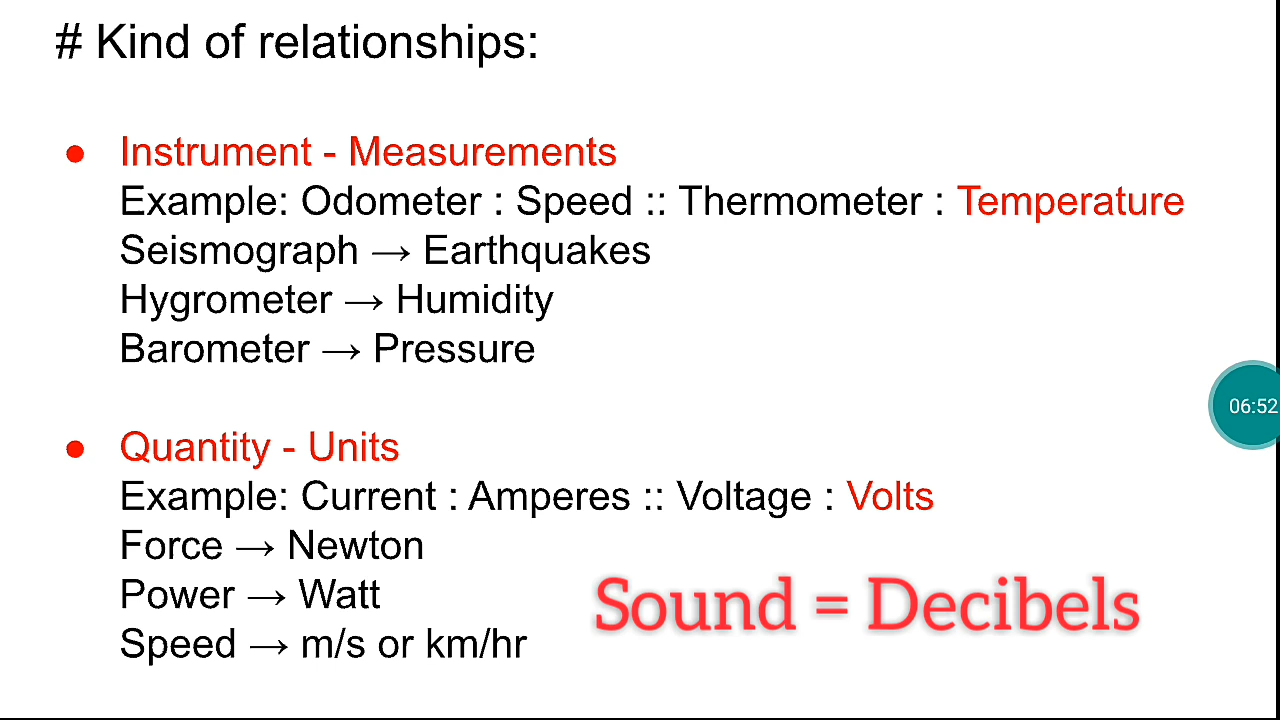 # Kind of relationships:
● Instrument - Measurements
Example: Odometer : Speed :: Thermometer : Temperature
Seismograph → Earthquakes
Hygrometer → Humidity
Barometer → Pressure
● Quantity - Units
Example: Current : Amperes :: Voltage : Volts
Force → Newton
Power → Watt
Speed → m/s or km/hr
Sound = Decibels
06:52